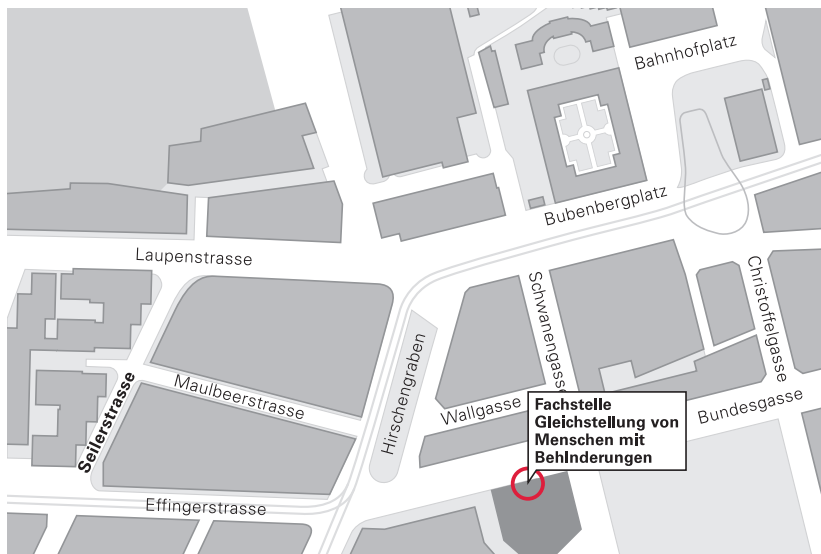 Bahnhofplatz
Bubenbergplatz
Laupenstrasse
Schwanengasse
Christoffelgasse
Hirschengraben
Maulbeerstrasse
Seilerstrasse
Wallgasse
Bundesgasse
Fachstelle
Gleichstellung von
Menschen mit
BehInderungen
Effingerstrasse